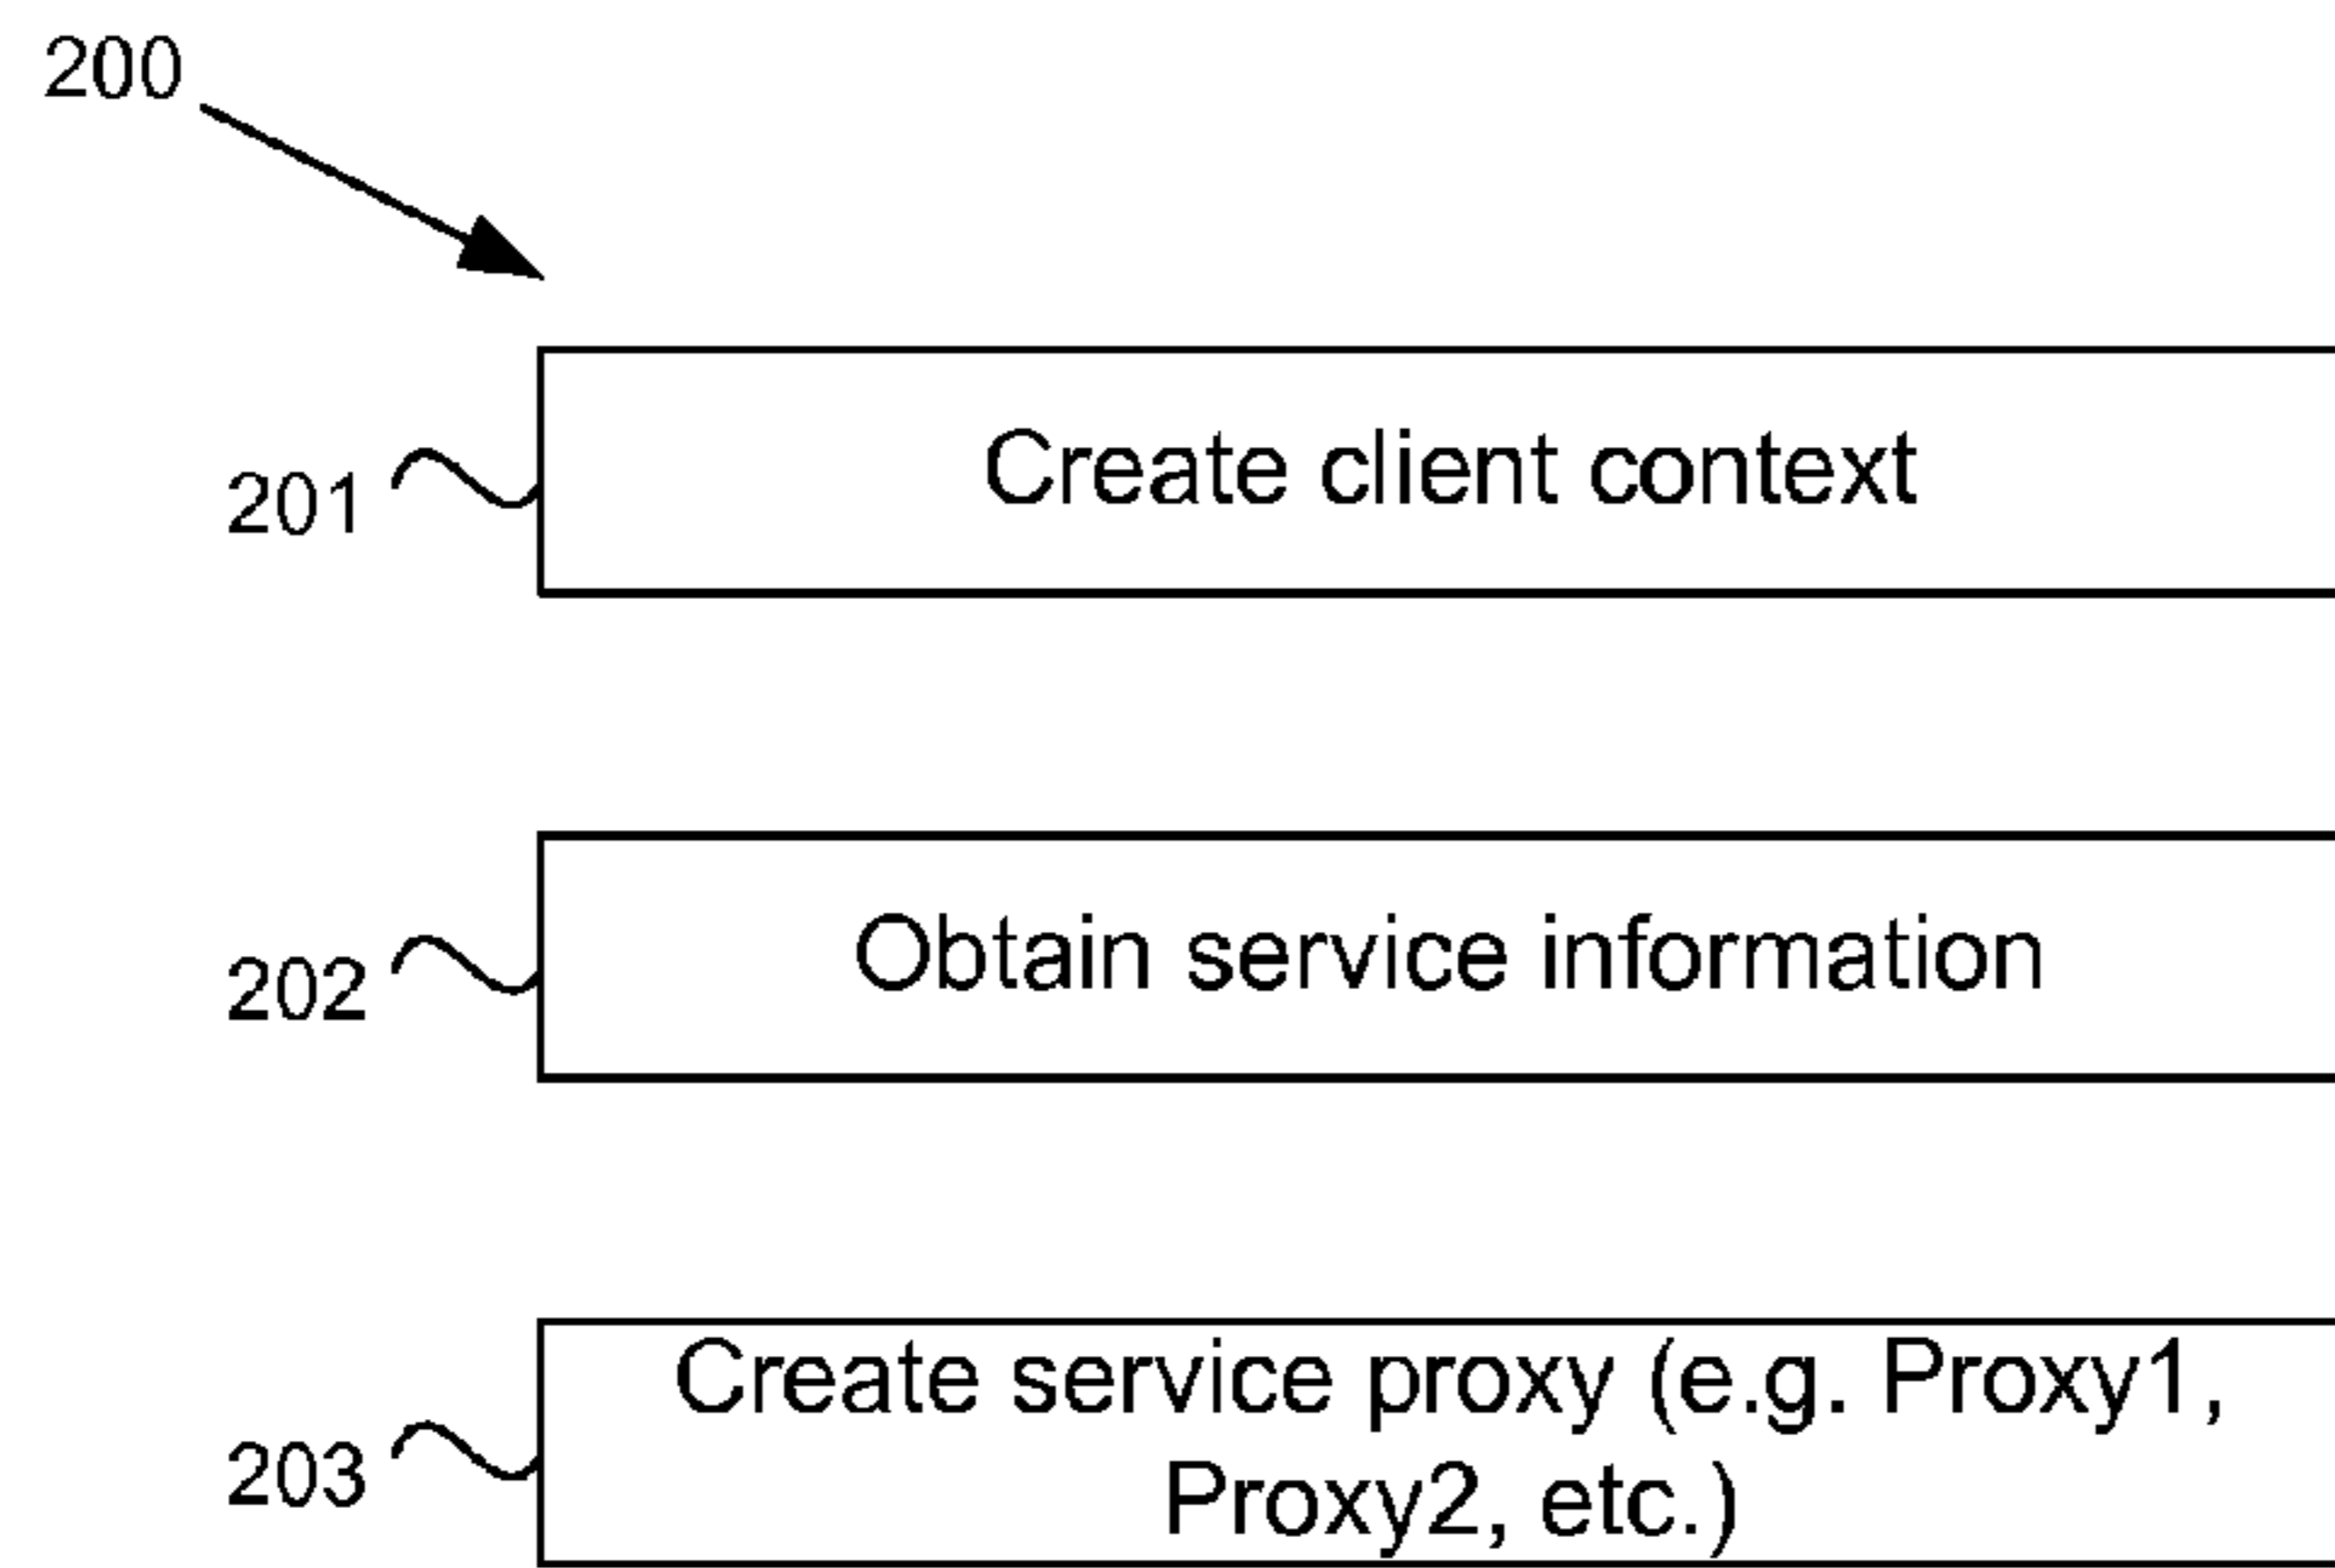 200
201
Create client context
202
Obtain service information
203
Create service proxy (e.g. Proxy1,
Proxy2, etc.)